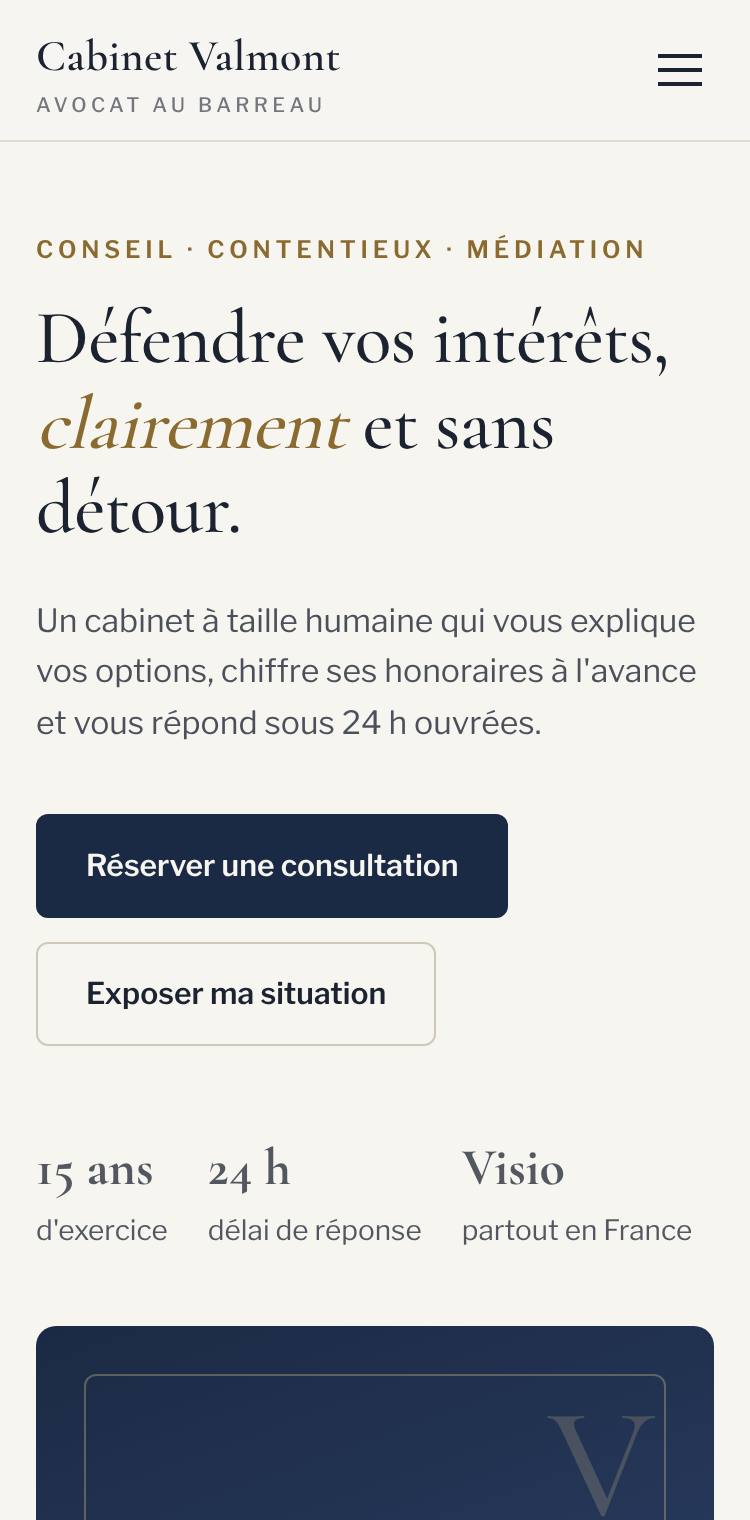 Cabinet Valmont
AVOCAT AU BARREAU
CONSEIL · CONTENTIEUX · MÉDIATION
Défendre vos intérêts,
clairement et sans
détour.
Un cabinet à taille humaine qui vous explique
vos options, chiffre ses honoraires à l'avance
et vous répond sous 24 h ouvrées.
Réserver une consultation
Exposer ma situation
15 ans
d'exercice
24 h
délai de réponse
Visio
partout en France
V